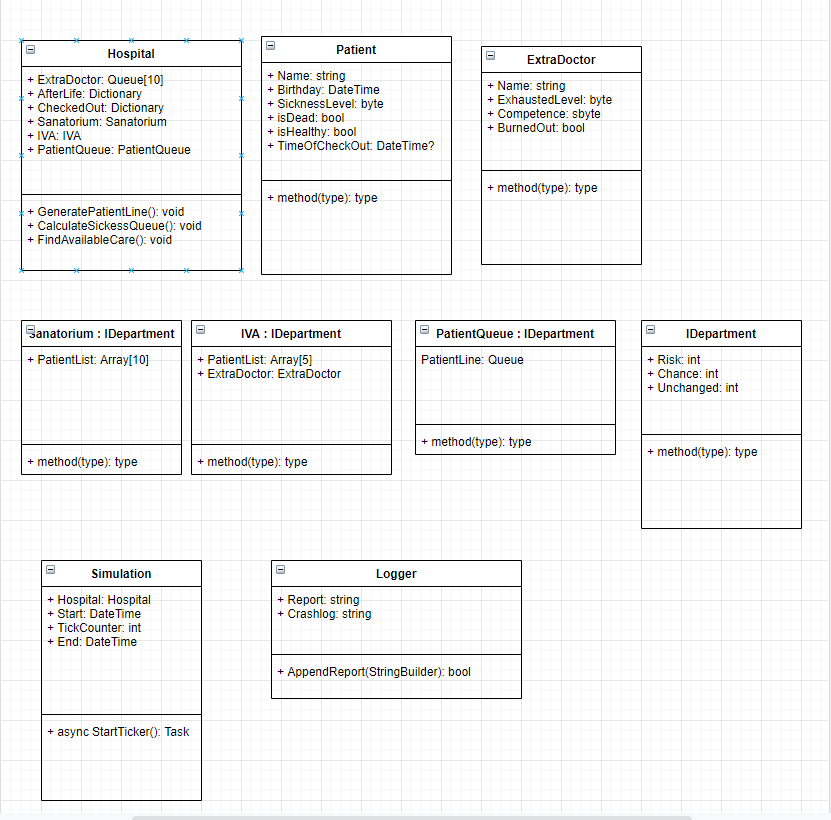 Hospital
+ ExtraDoctor: Queue[10]
+ AfterLife: Dictionary
+ CheckedOut: Dictionary
+ Sanatorium: Sanatorium
+ IVA: IVA
+ PatientQueue: PatientQueue
+ GeneratePatientLine(): void
+ CalculateSickessQueue(): void
+ FindAvailableCare(): void
Patient
+ Name: string
+ Birthday: DateTime
+ SicknessLevel: byte
+ isDead: bool
+ isHealthy: bool
+ TimeOfCheckOut: DateTime?
+ method(type): type
ExtraDoctor
+ Name: string
+ ExhaustedLevel: byte
+ Competence: sbyte
+ BurnedOut: bool
+ method(type): type
Sanatorium : IDepartment
+ PatientList: Array[10]
+ method(type): type
IVA : IDepartment
+ PatientList: Array[5]
+ ExtraDoctor: ExtraDoctor
+ method(type): type
PatientQueue : IDepartment
PatientLine: Queue
+ method(type): type
IDepartment
+ Risk: int
+ Chance: int
+ Unchanged: int
+ method(type): type
Simulation
+ Hospital: Hospital
+ Start: DateTime
+ TickCounter: int
+ End: DateTime
+ async StartTicker(): Task
Logger
+ Report: string
+ Crashlog: string
+ AppendReport(StringBuilder): bool